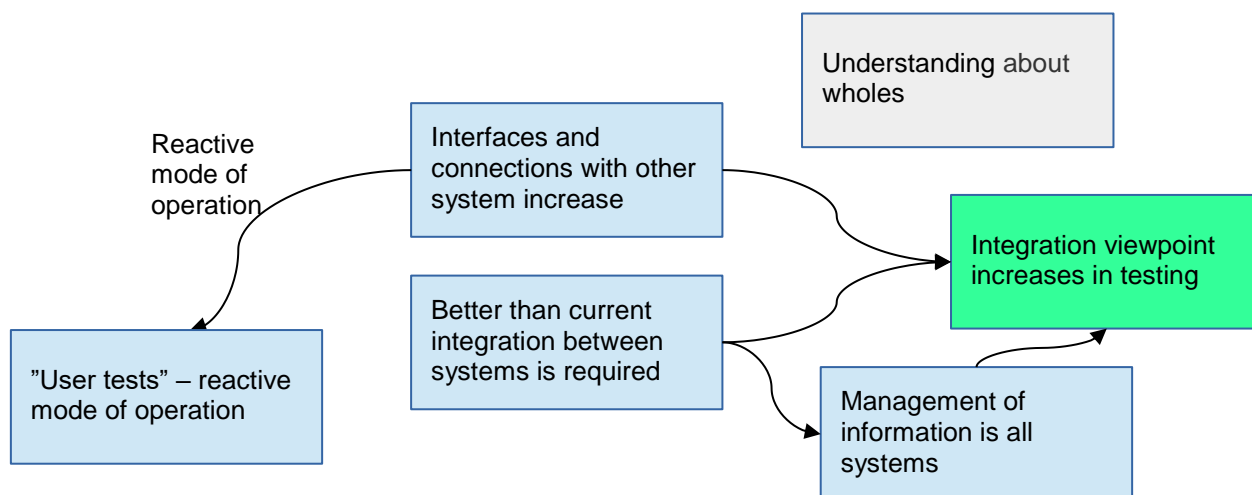 Understanding about
wholes
Reactive
mode of
operation
Interfaces and
connections with other
system increase
Integration viewpoint
increases in testing
Better than current
integration between
systems is required
”User tests” – reactive
mode of operation
Management of
information is all
systems